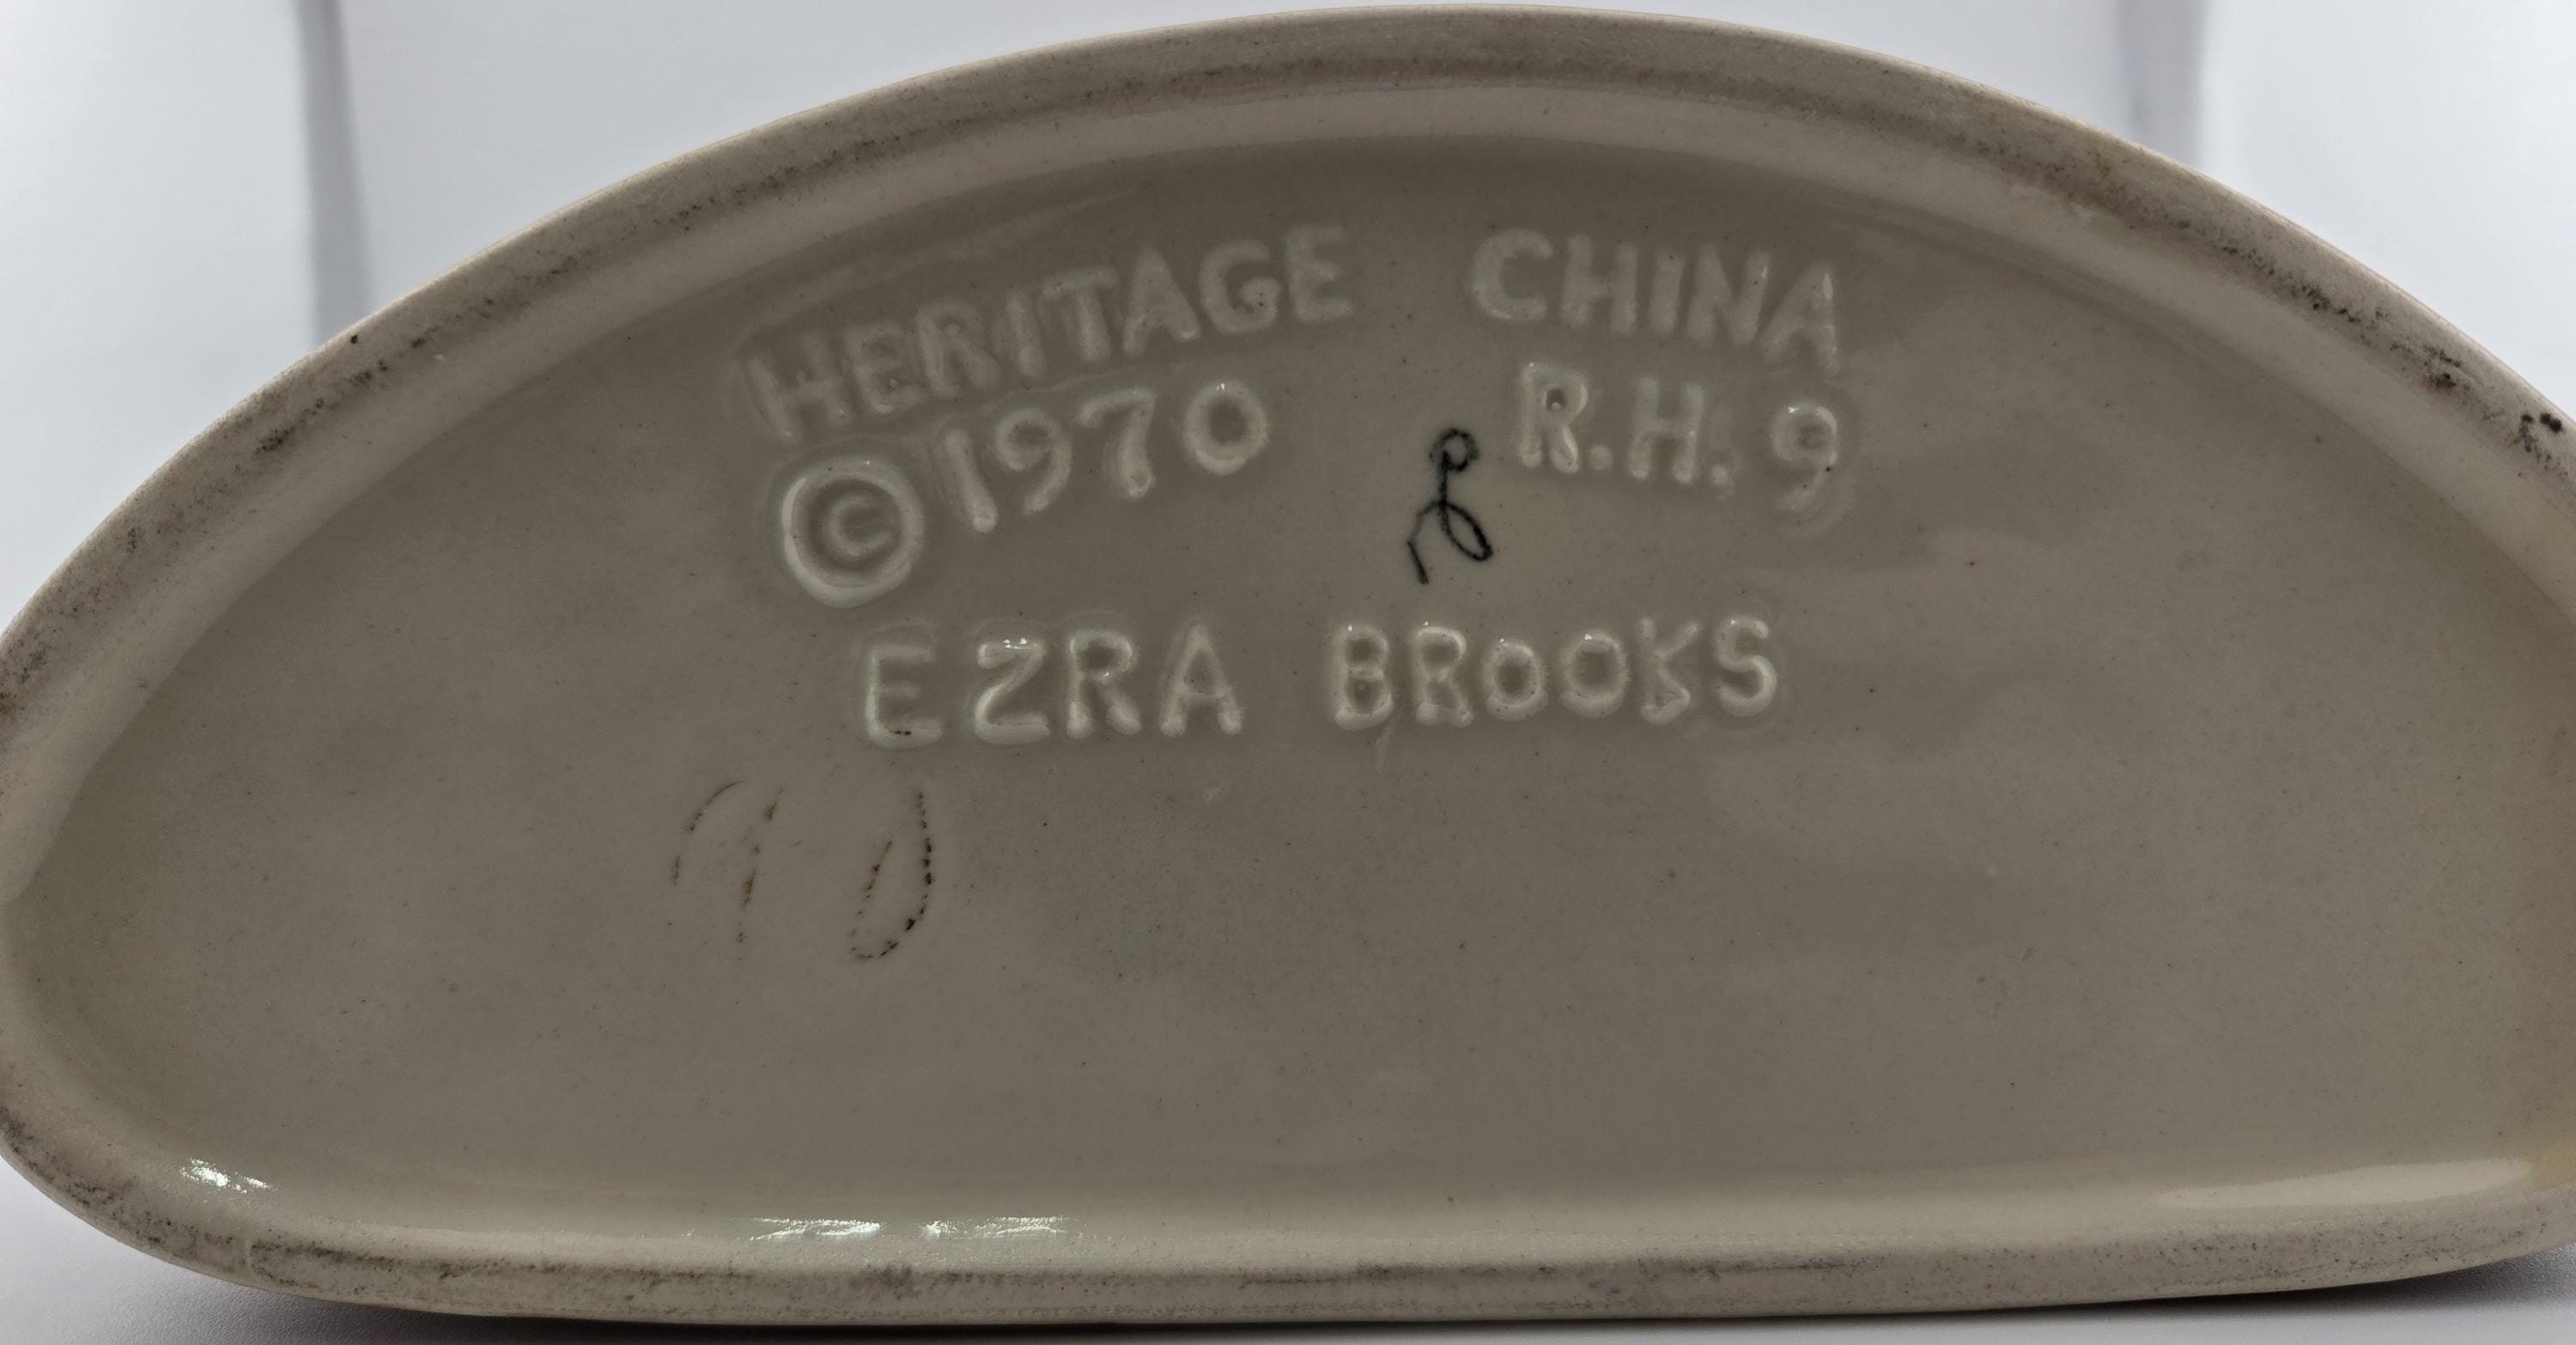 HERITAGE CHINA
©1970 R.H. 9
EZRA BROOKS